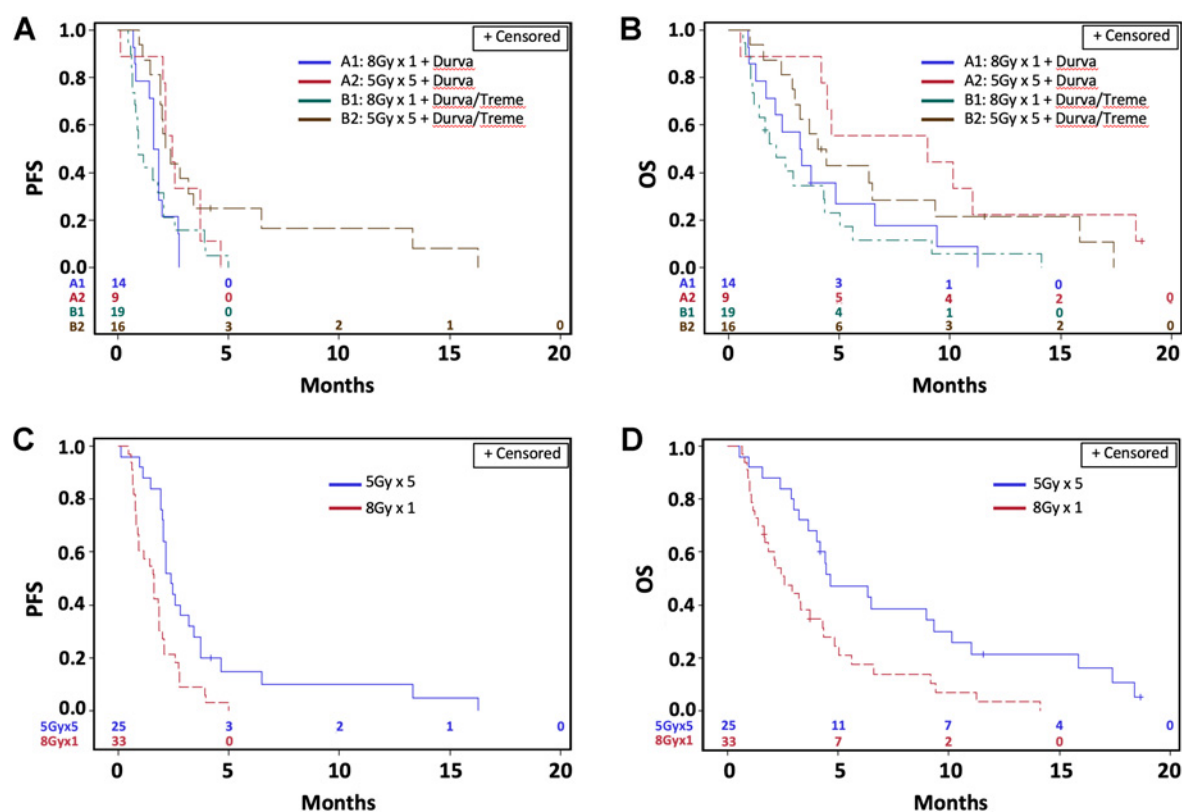 A
+ Censored
A1: 8Gy x 1 + Durva
A2: 5Gy x 5 + Durva
B1: 8Gy x 1 + Durva/Treme
B2: 5Gy x 5 + Durva/Treme
PFS
1.0
0.8
0.6
0.4
0.2
0.0
A1 14 0
A2 9 0
B1 19 0
B2 16 3 2 1 0
0 5 10 15 20
Months
B
+ Censored
A1: 8Gy x 1 + Durva
A2: 5Gy x 5 + Durva
B1: 8Gy x 1 + Durva/Treme
B2: 5Gy x 5 + Durva/Treme
OS
1.0
0.8
0.6
0.4
0.2
0.0
A1 14 3 1 0
A2 9 5 4 2 0
B1 19 4 1 0
B2 16 6 3 2 0
0 5 10 15 20
Months
C
+ Censored
5Gy x 5
8Gy x 1
PFS
1.0
0.8
0.6
0.4
0.2
0.0
5Gyx5 25 3 2 1 0
8Gyx1 33 0
0 5 10 15 20
Months
D
+ Censored
5Gy x 5
8Gy x 1
OS
1.0
0.8
0.6
0.4
0.2
0.0
5Gyx5 25 11 7 4 0
8Gyx1 33 7 2 0
0 5 10 15 20
Months